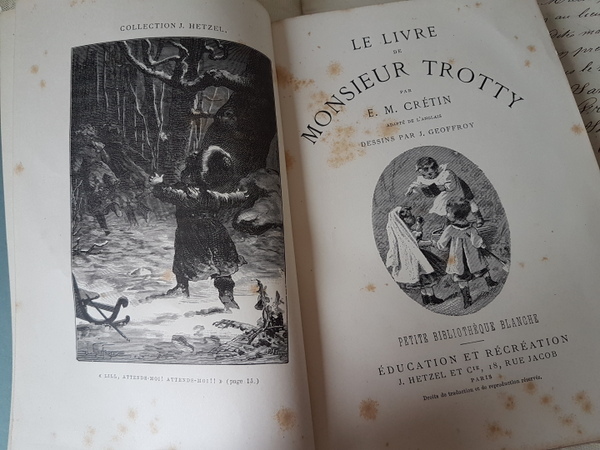 COLLECTION J. HETZEL.
ATTENDS-MOI! ATTENDS-MOI!! » (page 15.)
LE LIVRE
DE
MONSIEUR TROTTY
PAR
E. M. CRÉTIN
ADAPTÉ DE L'ANGLAIS
DESSINS PAR J. GEOFFROY
PETITE BIBLIOTHÈQUE BLANCHE
ÉDUCATION ET RÉCRÉATION
J. HETZEL ET Cie, 18, RUE JACOB
PARIS
Droits de traduction et de reproduction réservés.